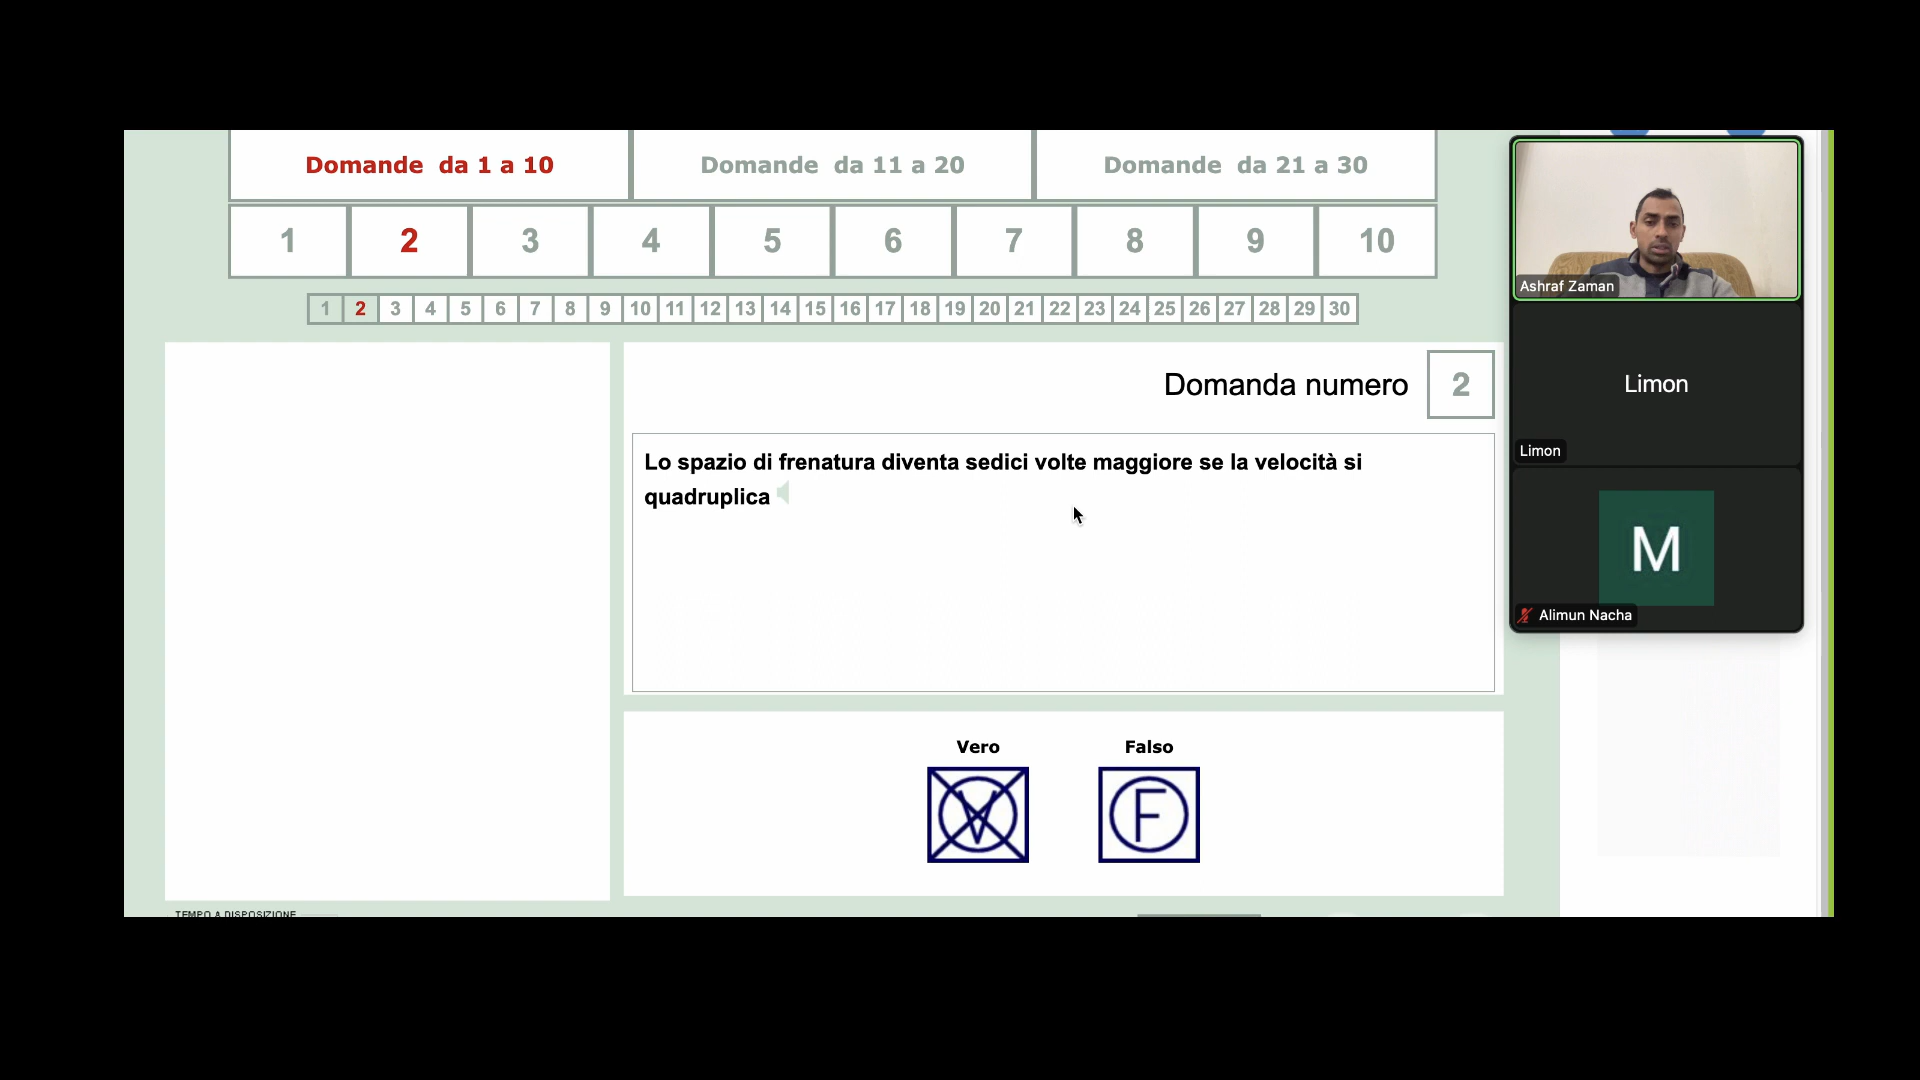 Domande da 1 a 10
Domande da 11 a 20
Domande da 21 a 30
1 2 3 4 5 6 7 8 9 10
1 2 3 4 5 6 7 8 9 10 11 12 13 14 15 16 17 18 19 20 21 22 23 24 25 26 27 28 29 30
Domanda numero 2
Lo spazio di frenatura diventa sedici volte maggiore se la velocità si
quadruplica
Vero
Falso
V
F
TEMPO A DISPOSIZIONE
Ashraf Zaman
Limon
Limon
M
Alimun Nacha